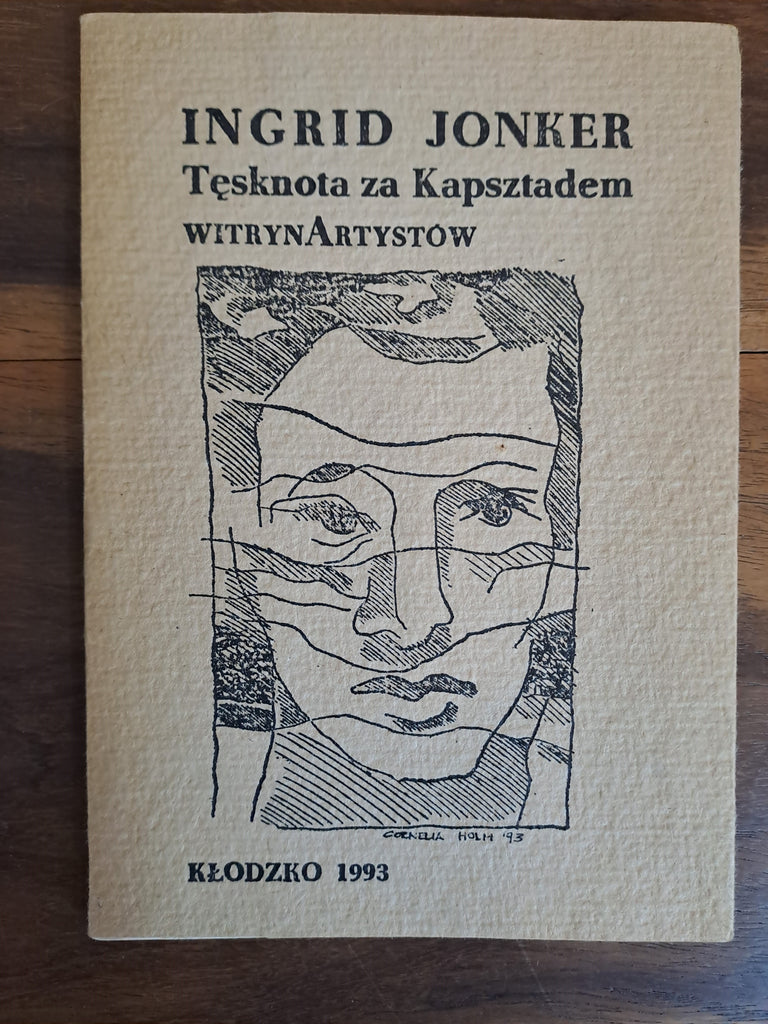 INGRID JONKER
Tęsknota za Kapsztadem
WITRYNARTYSTÓW
CORNELIA HOLM '93
KŁODZKO 1993